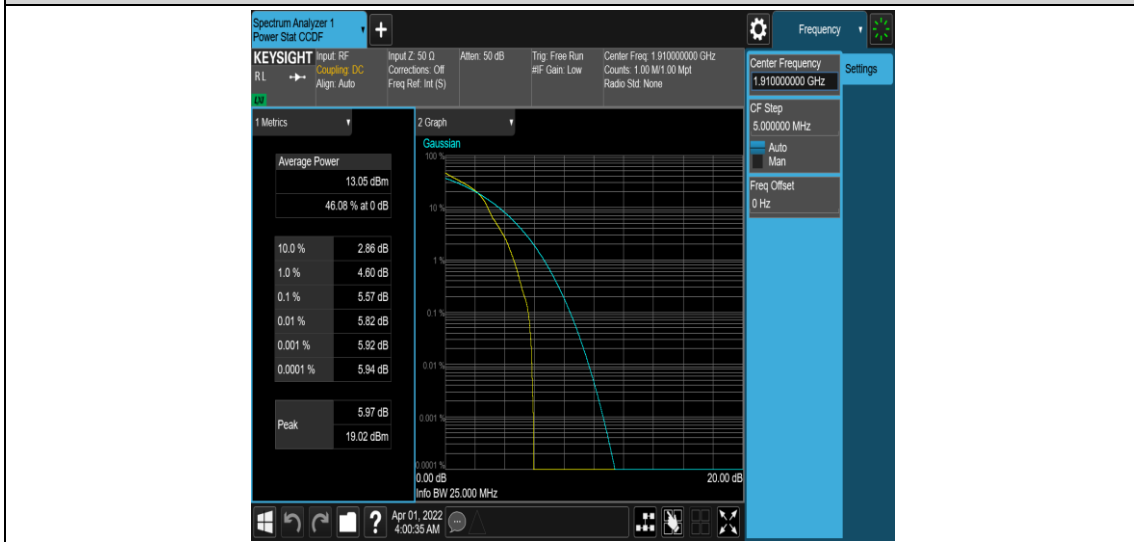 Spectrum Analyzer 1
Power Stat CCDF
Frequency
KEYSIGHT
RL
LXI
Input: RF
Coupling: DC
Align: Auto
Input Z: 50 Ω
Corrections: Off
Freq Ref: Int (S)
Atten: 50 dB
Trig: Free Run
#IF Gain: Low
Center Freq: 1.910000000 GHz
Counts: 1.00 M/1.00 Mpt
Radio Std: None
Center Frequency
1.910000000 GHz
Settings
CF Step
5.000000 MHz
Auto
Man
Freq Offset
0 Hz
1 Metrics
Average Power
13.05 dBm
46.08 % at 0 dB
10.0 % 2.86 dB
1.0 % 4.60 dB
0.1 % 5.57 dB
0.01 % 5.82 dB
0.001 % 5.92 dB
0.0001 % 5.94 dB
Peak
5.97 dB
19.02 dBm
2 Graph
Gaussian
100 %
10 %
1 %
0.1 %
0.01 %
0.001 %
0.0001 %
0.00 dB 20.00 dB
Info BW 25.000 MHz
?
Apr 01, 2022
4:00:35 AM